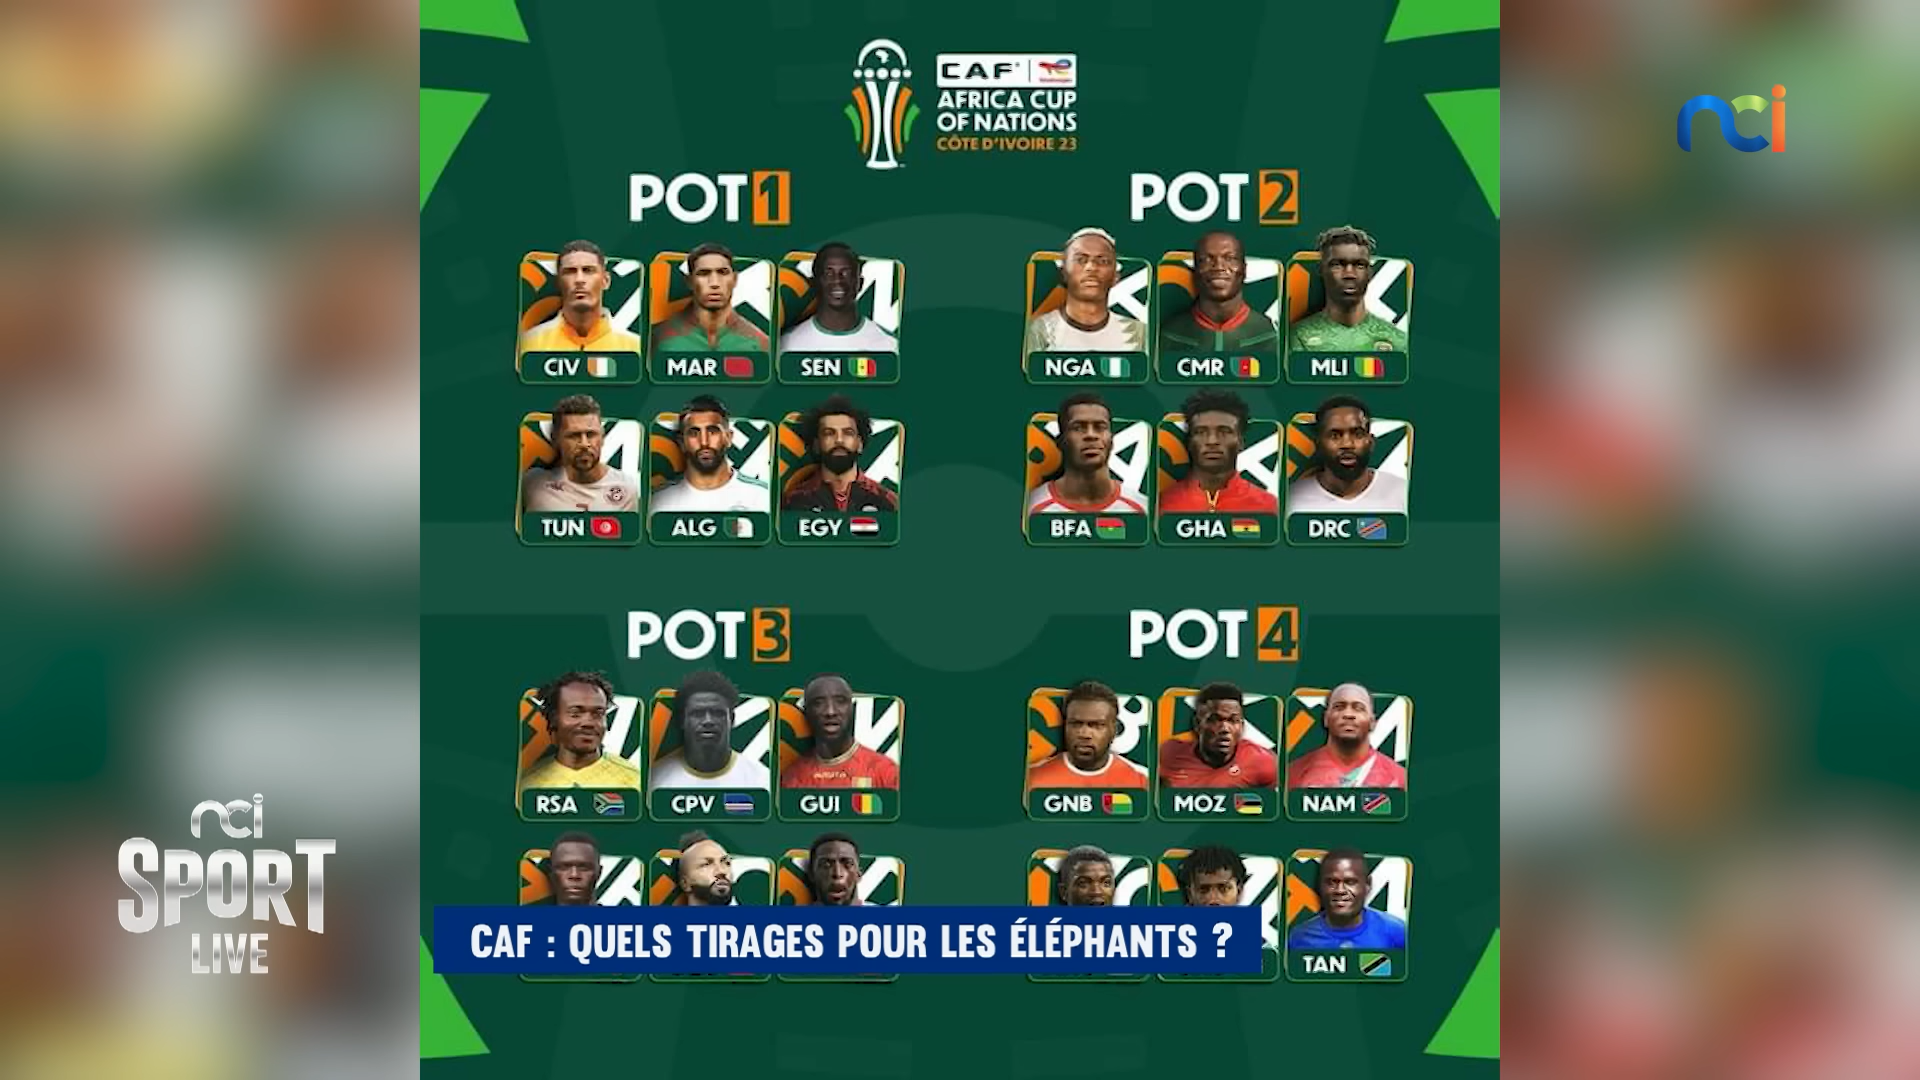 CAF
AFRICA CUP
OF NATIONS
CÔTE D'IVOIRE 23
nci
POT 1
POT 2
CIV MAR SEN
NGA CMR MLI
TUN ALG EGY
BFA GHA DRC
POT 3
POT 4
RSA CPV GUI
GNB MOZ NAM
TAN
CAF : QUELS TIRAGES POUR LES ÉLÉPHANTS ?
nci
SPORT
LIVE